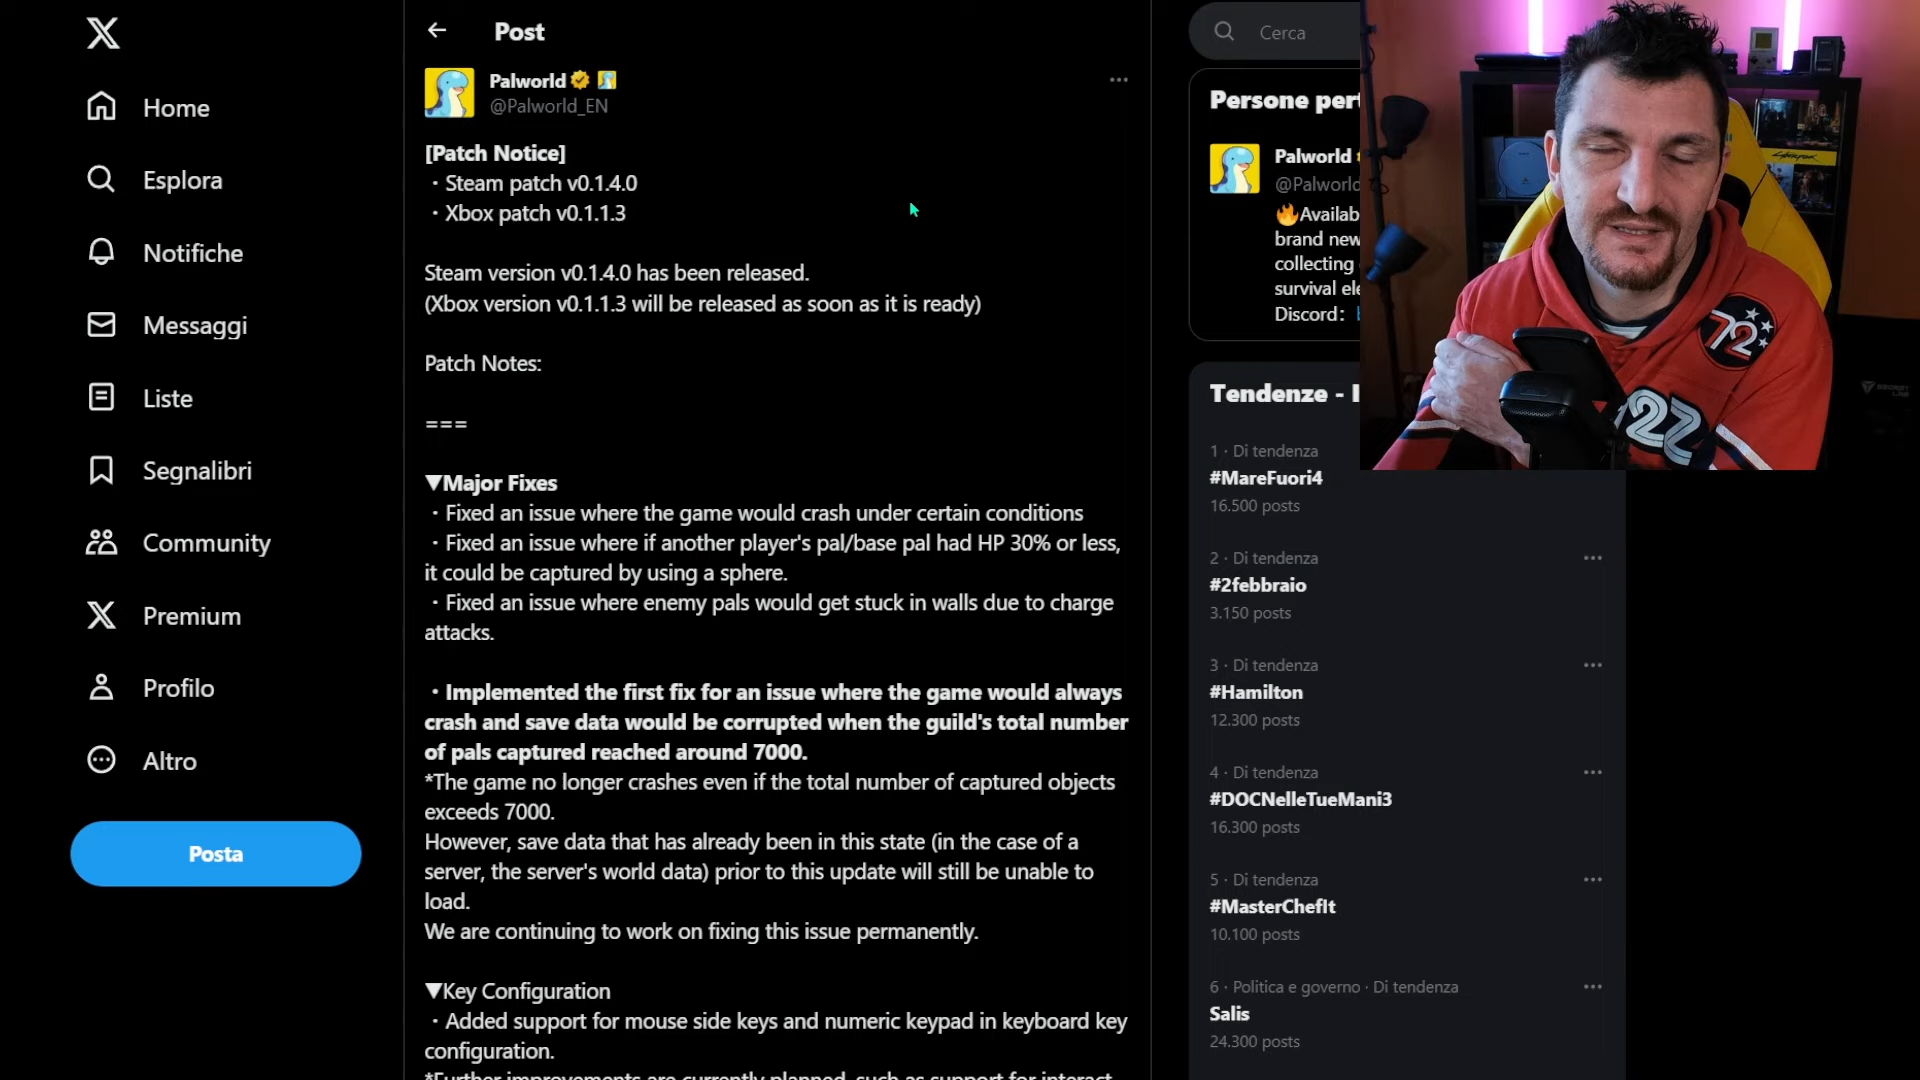 Home
Esplora
Notifiche
Messaggi
Liste
Segnalibri
Community
Premium
Profilo
Altro
Posta
Post
Palworld
@Palworld_EN
[Patch Notice]
・Steam patch v0.1.4.0
・Xbox patch v0.1.1.3
Steam version v0.1.4.0 has been released.
(Xbox version v0.1.1.3 will be released as soon as it is ready)
Patch Notes:
===
▼Major Fixes
・Fixed an issue where the game would crash under certain conditions
・Fixed an issue where if another player's pal/base pal had HP 30% or less,
it could be captured by using a sphere.
・Fixed an issue where enemy pals would get stuck in walls due to charge
attacks.
・Implemented the first fix for an issue where the game would always
crash and save data would be corrupted when the guild's total number
of pals captured reached around 7000.
*The game no longer crashes even if the total number of captured objects
exceeds 7000.
However, save data that has already been in this state (in the case of a
server, the server's world data) prior to this update will still be unable to
load.
We are continuing to work on fixing this issue permanently.
▼Key Configuration
・Added support for mouse side keys and numeric keypad in keyboard key
configuration.
*Further improvements are currently planned, such as support for interact
Cerca
Persone pert
Palworld
@Palworld
🔥Availab
brand new
collecting
survival ele
Discord:
Tendenze - I
1 · Di tendenza
#MareFuori4
16.500 posts
2 · Di tendenza
#2febbraio
3.150 posts
3 · Di tendenza
#Hamilton
12.300 posts
4 · Di tendenza
#DOCNelleTueMani3
16.300 posts
5 · Di tendenza
#MasterChefIt
10.100 posts
6 · Politica e governo · Di tendenza
Salis
24.300 posts
72
72